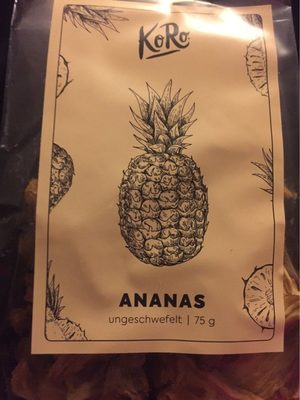 KoRo
ANANAS
ungeschwefelt | 75 g